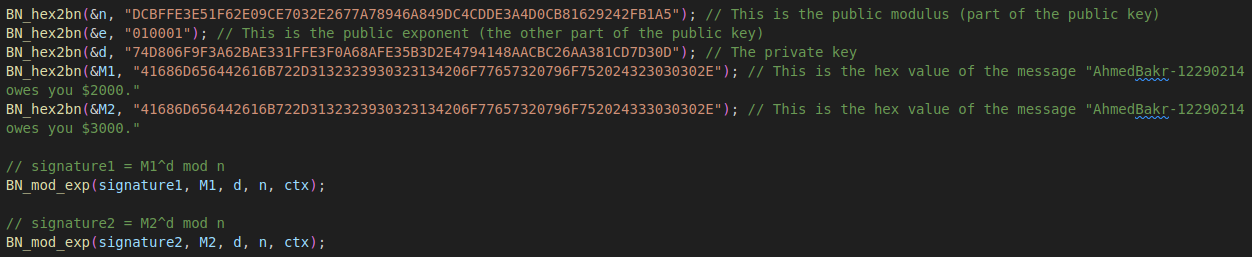 BN_hex2bn(&n, "DCBFFE3E51F62E09CE7032E2677A78946A849DC4CDDE3A4D0CB81629242FB1A5"); // This is the public modulus (part of the public key)
BN_hex2bn(&e, "010001"); // This is the public exponent (the other part of the public key)
BN_hex2bn(&d, "74D806F9F3A62BAE331FFE3F0A68AFE35B3D2E4794148AACBC26AA381CD7D30D"); // The private key
BN_hex2bn(&M1, "41686D656442616B722D3132323930323134206F77657320796F752024323030302E"); // This is the hex value of the message "AhmedBakr-12290214
owes you $2000."
BN_hex2bn(&M2, "41686D656442616B722D3132323930323134206F77657320796F752024333030302E"); // This is the hex value of the message "AhmedBakr-12290214
owes you $3000."
// signature1 = M1^d mod n
BN_mod_exp(signature1, M1, d, n, ctx);
// signature2 = M2^d mod n
BN_mod_exp(signature2, M2, d, n, ctx);